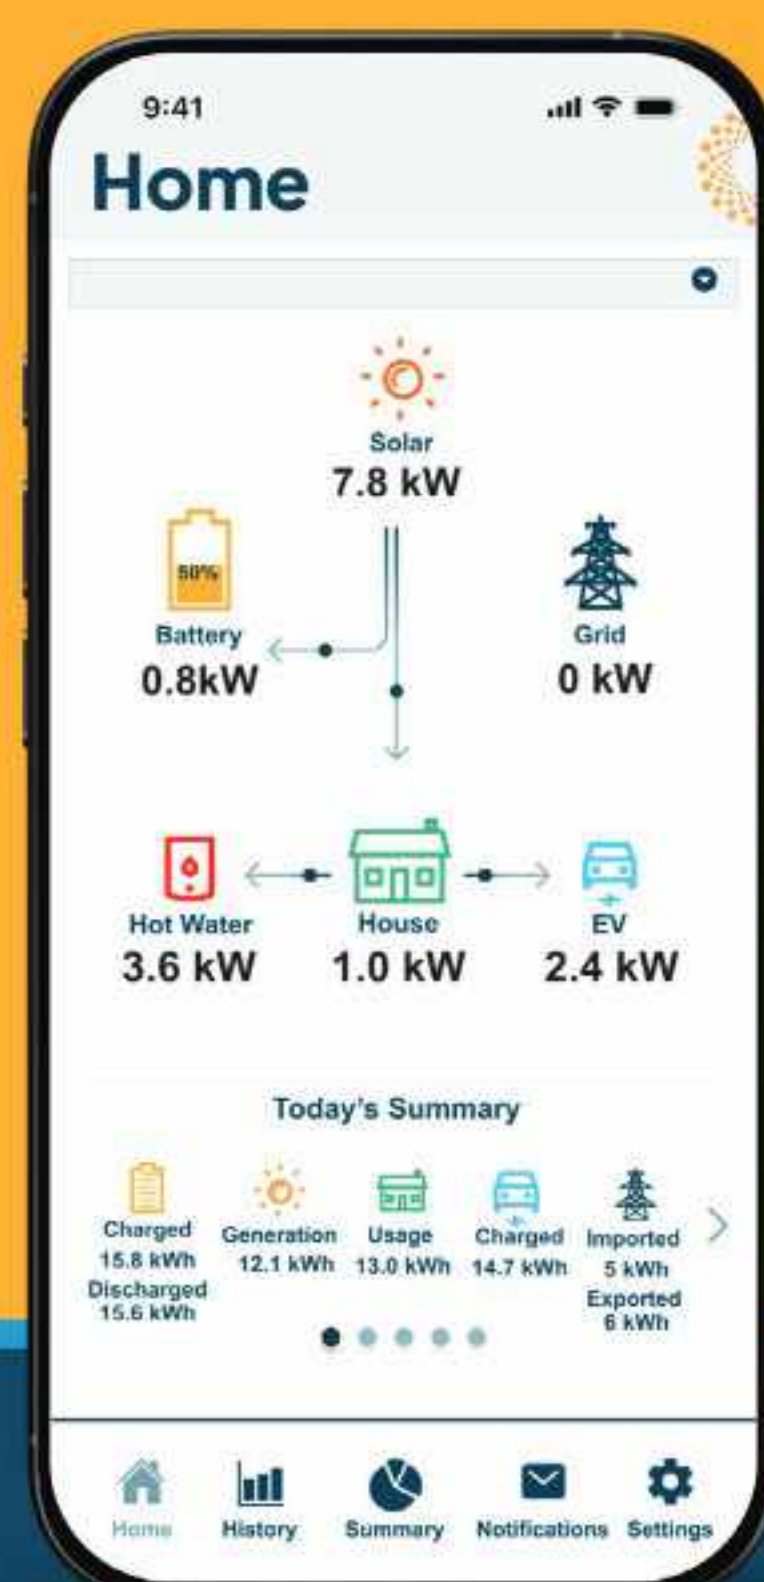 9:41
Home
Solar
7.8 kW
50%
Battery
0.8kW
Grid
0 kW
Hot Water
3.6 kW
House
1.0 kW
EV
2.4 kW
Today's Summary
Charged
15.8 kWh
Discharged
15.6 kWh
Generation
12.1 kWh
Usage
13.0 kWh
Charged
14.7 kWh
Imported
5 kWh
Exported
6 kWh
Home
History
Summary
Notifications
Settings